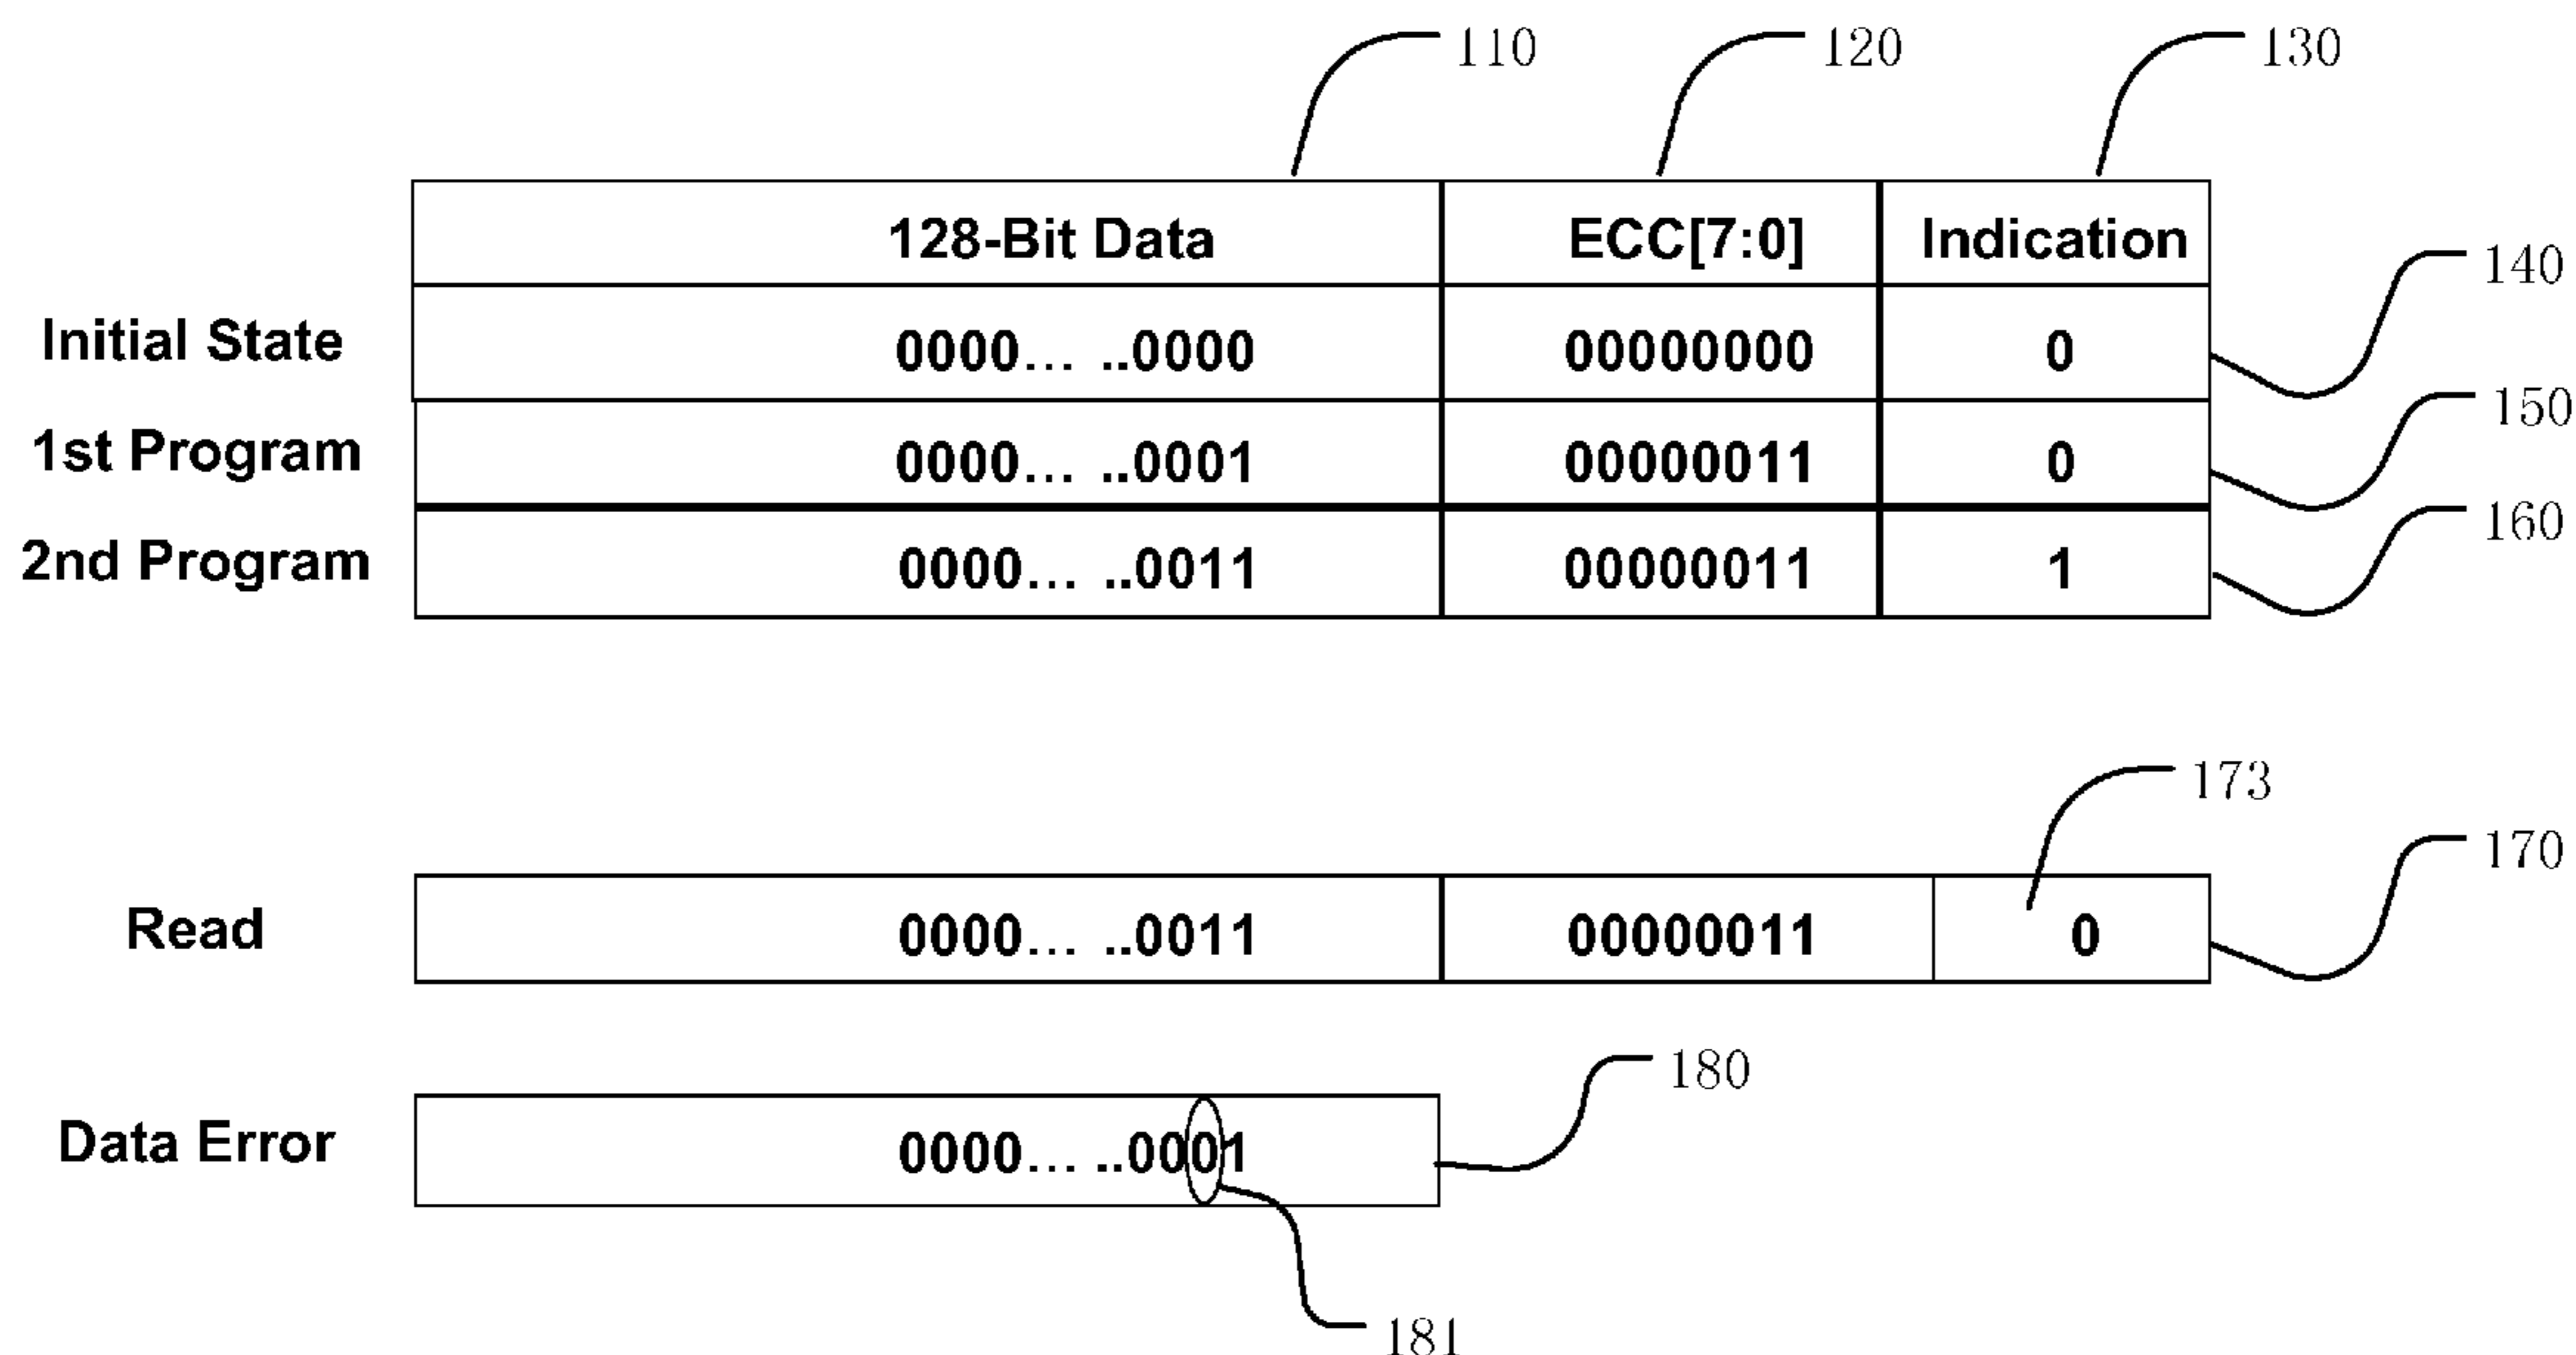 110 120 130
128-Bit Data ECC[7:0] Indication
140
Initial State 0000... ..0000 00000000 0
150
1st Program 0000... ..0001 00000011 0
160
2nd Program 0000... ..0011 00000011 1
173
170
Read 0000... ..0011 00000011 0
180
Data Error 0000... ..0001
181